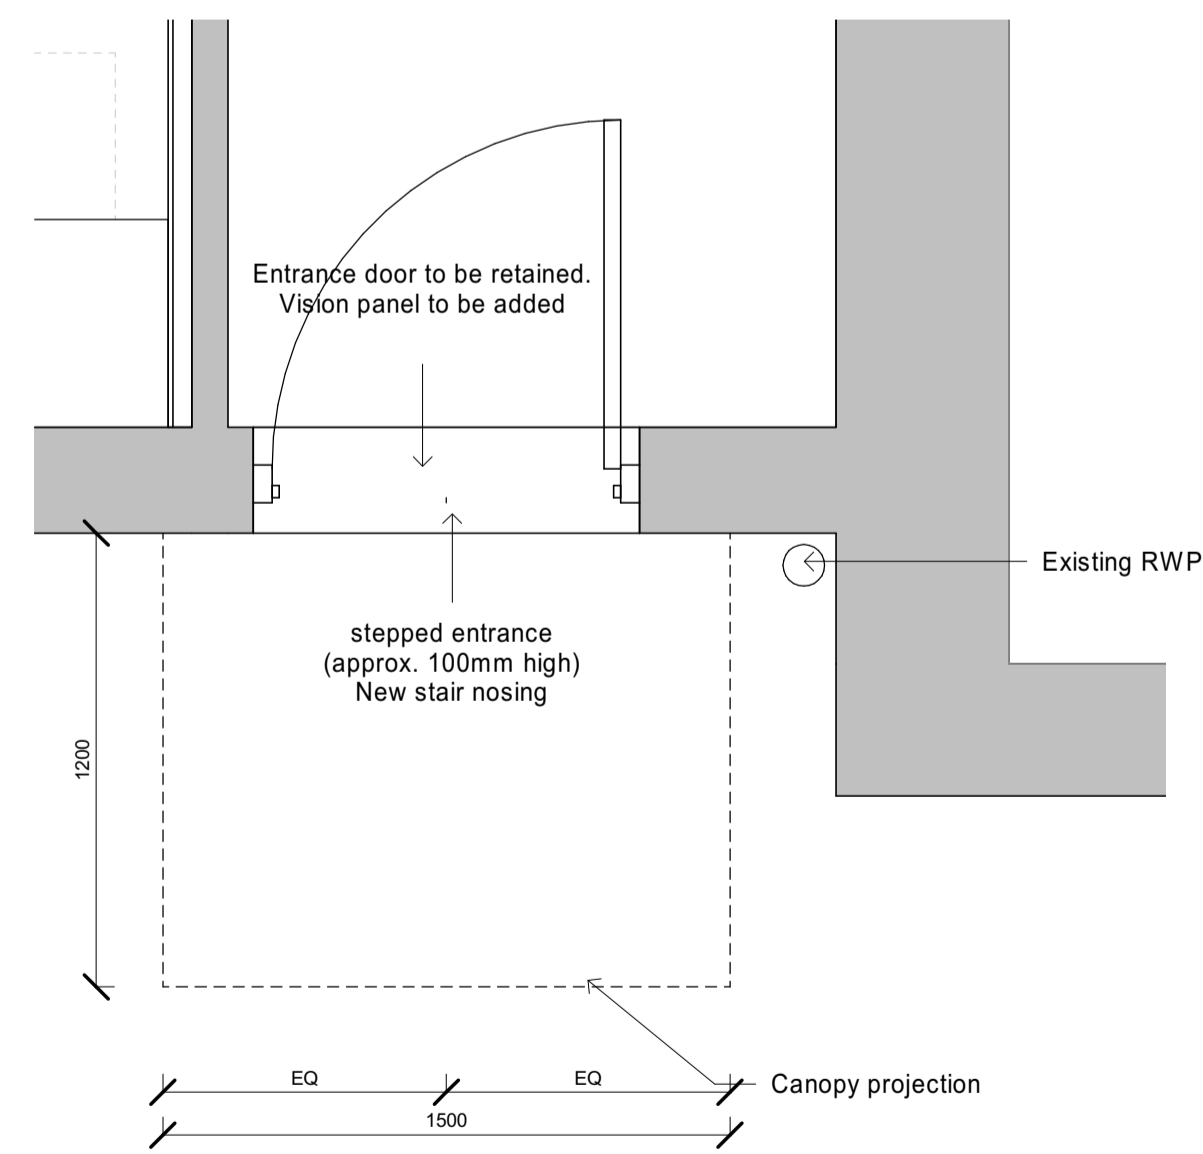 Entrance door to be retained.
Vision panel to be added
Existing RWP
stepped entrance
(approx. 100mm high)
New stair nosing
1200
EQ
EQ
Canopy projection
1500